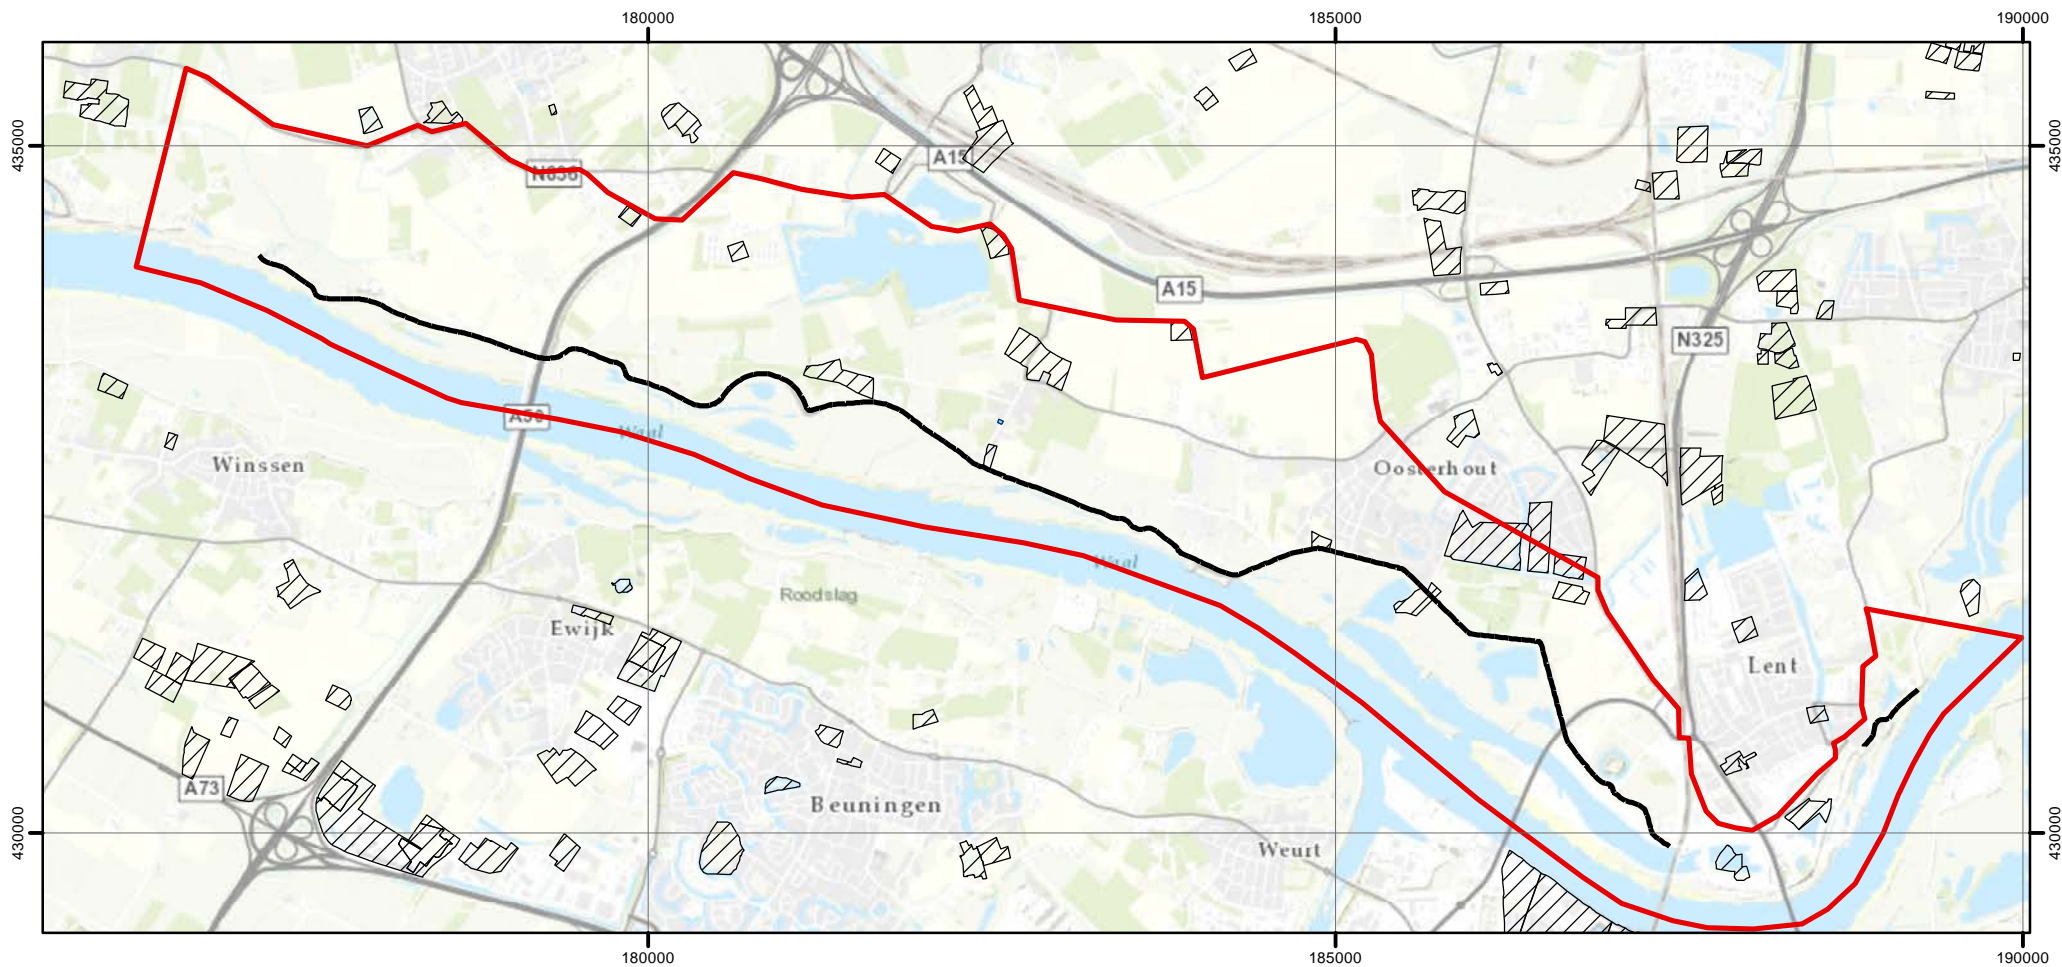 180000
185000
190000
435000
435000
A15
N836
A15
N325
A50
Waal
Winssen
Oosterhout
Waal
Roodslag
Ewijk
Lent
A73
Beuningen
430000
430000
Weurt
180000
185000
190000